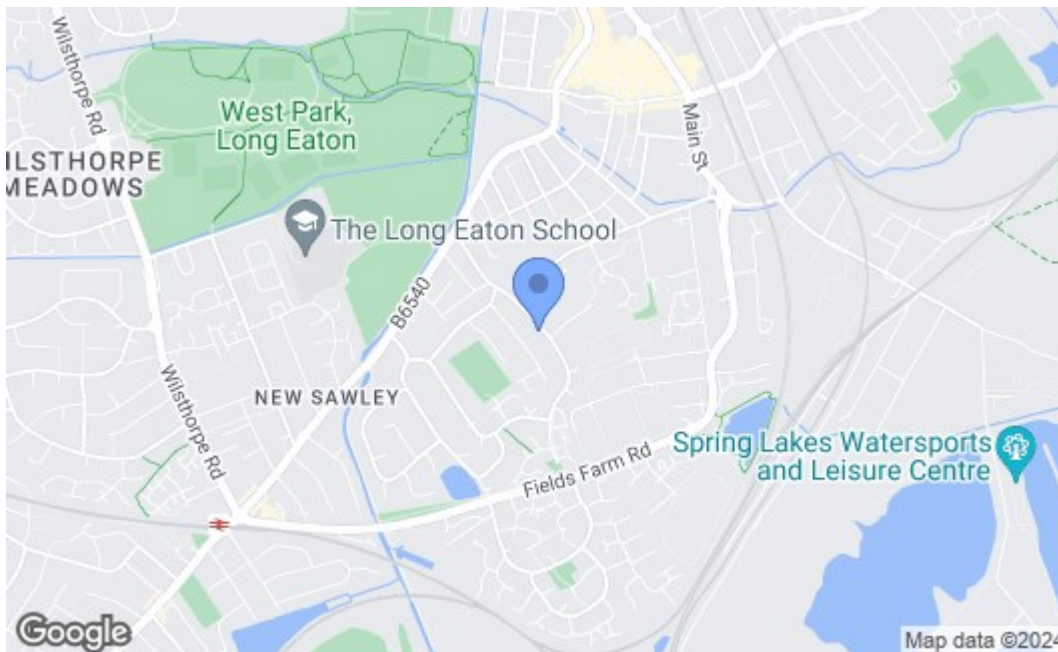 Wilsthorpe Rd
West Park,
Long Eaton
Main St
ILSTHORPE
MEADOWS
The Long Eaton School
B6540
NEW SAWLEY
Wilsthorpe Rd
Spring Lakes Watersports
and Leisure Centre
Fields Farm Rd
Google
Map data ©2024